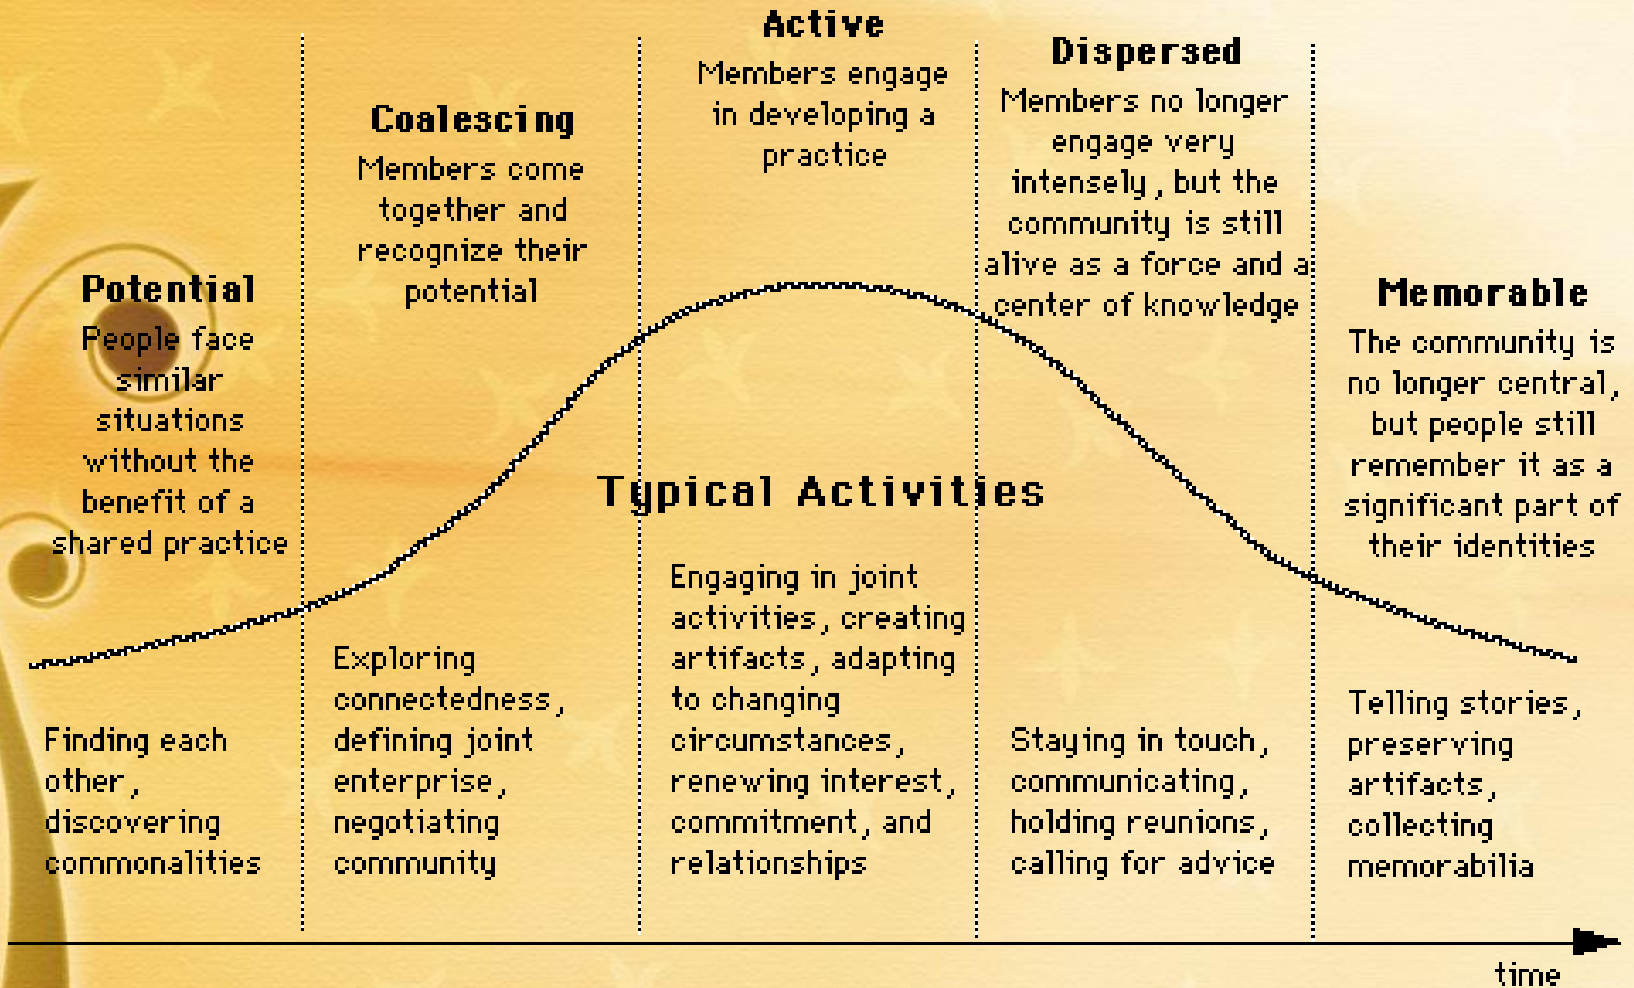 Potential
People face
similar
situations
without the
benefit of a
shared practice
Coalescing
Members come
together and
recognize their
potential
Active
Members engage
in developing a
practice
Dispersed
Members no longer
engage very
intensely, but the
community is still
alive as a force and a
center of knowledge
Memorable
The community is
no longer central,
but people still
remember it as a
significant part of
their identities
Typical Activities
Finding each
other,
discovering
commonalities
Exploring
connectedness,
defining joint
enterprise,
negotiating
community
Engaging in joint
activities, creating
artifacts, adapting
to changing
circumstances,
renewing interest,
commitment, and
relationships
Staying in touch,
communicating,
holding reunions,
calling for advice
Telling stories,
preserving
artifacts,
collecting
memorabilia
time